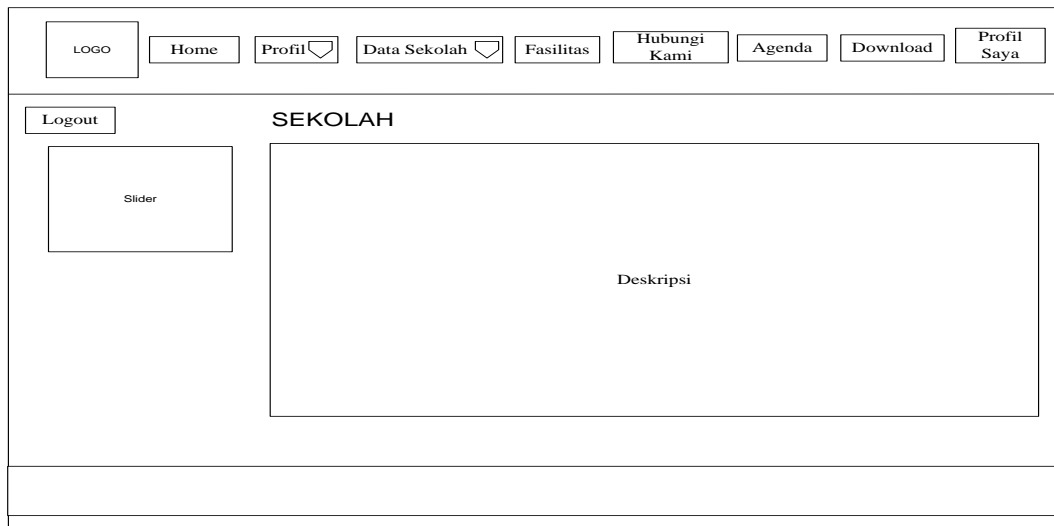 LOGO
Home
Profil
Data Sekolah
Fasilitas
Hubungi
Kami
Agenda
Download
Profil
Saya
Logout
SEKOLAH
Slider
Deskripsi